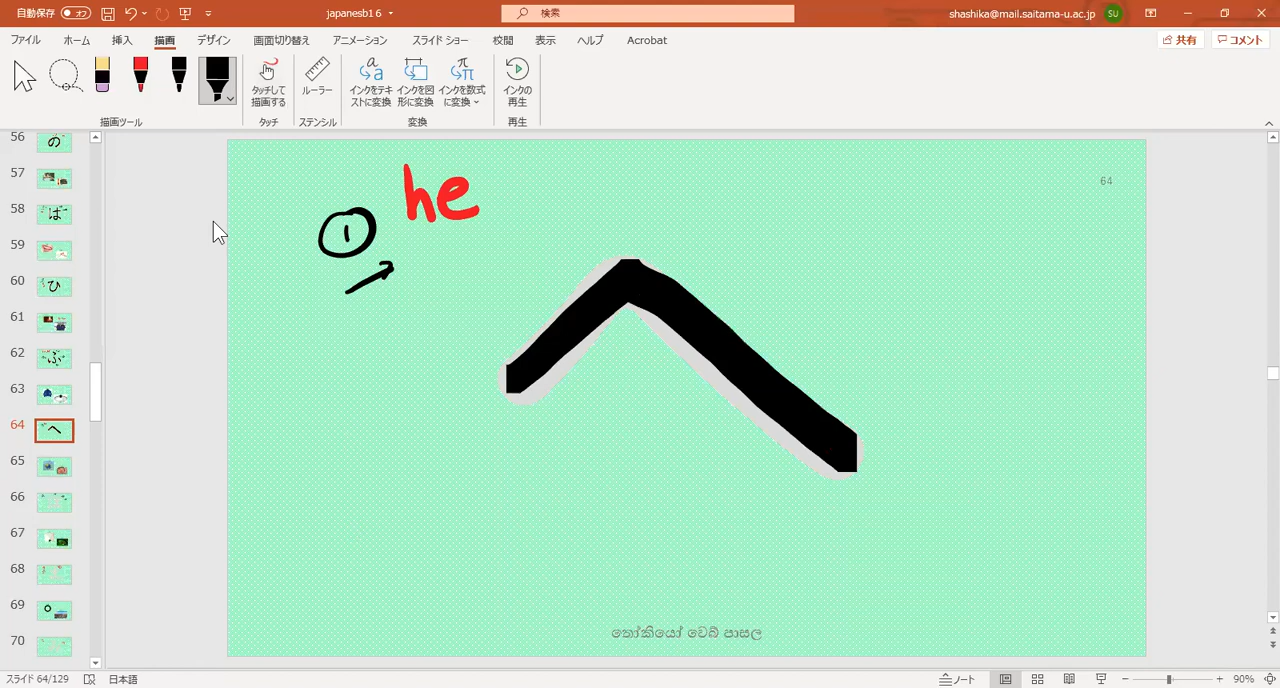 自動保存 オフ japanesb16 検索 shashika@mail.saitama-u.ac.jp SU
ファイル ホーム 挿入 描画 デザイン 画面切り替え アニメーション スライド ショー 校閲 表示 ヘルプ Acrobat 共有 コメント
タッチして描画する ルーラー インクをテキストに変換 インクを図形に変換 インクを数式に変換 インクの再生
描画ツール タッチ ステンシル 変換 再生
56 の
57
58 ば
59
60 ひ
61
62 ぶ
63
64 へ
65
66
67
68
69
70
he
64
①
へ
තෝකියෝ වෙබ් පාසල
スライド 64/129 日本語 ノート 90%